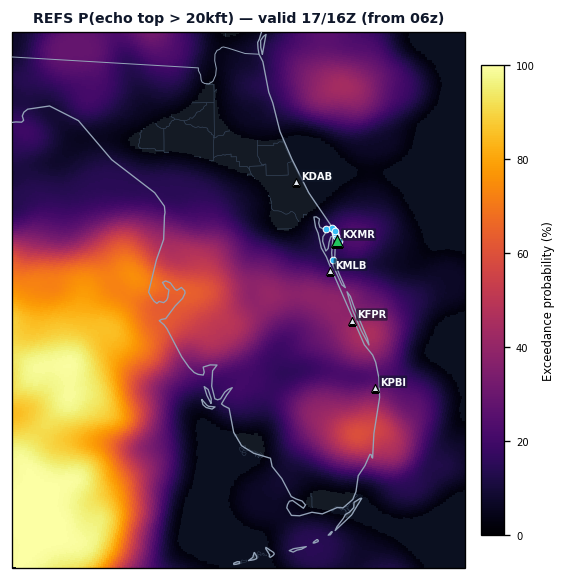 REFS P(echo top > 20kft) — valid 17/16Z (from 06z)
KDAB
KXMR
KMLB
KFPR
KPBI
100
80
60
40
20
0
Exceedance probability (%)